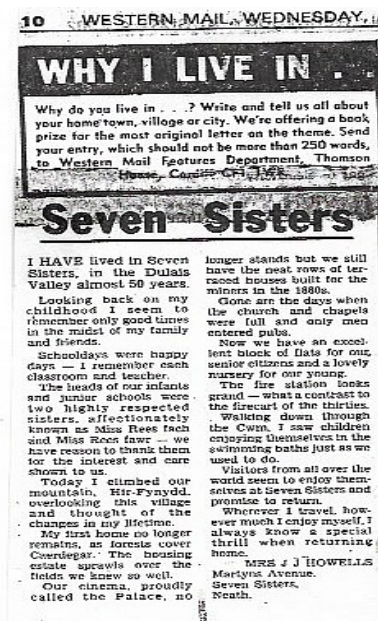 10 WESTERN MAIL, WEDNESDAY,
WHY I LIVE IN . .
Why do you live in . . .? Write and tell us all about
your home town, village or city. We're offering a book
prize for the most original letter on the theme. Send
your entry, which should not be more than 250 words,
to Western Mail Features Department, Thomson
House, Cardiff
Seven Sisters
I HAVE lived in Seven
Sisters, in the Dulais
Valley almost 50 years.
Looking back on my
childhood I seem to
remember only good times
in the midst of my family
and friends.
Schooldays were happy
days — I remember each
classroom and teacher.
The heads of our infants
and junior schools were
two highly respected
sisters, affectionately
known as Miss Rees fach
and Miss Rees fawr — we
have reason to thank them
for the interest and care
shown to us.
Today I climbed our
mountain, Hir-Fynydd,
overlooking this village
and thought of the
changes in my lifetime.
My first home no longer
remains, as forests cover
Cwerdegar. The housing
estate sprawls over the
fields we knew so well.
Our cinema, proudly
called the Palace, no
longer stands but we still
have the neat rows of ter-
raced houses built for the
miners in the 1880s.
Gone are the days when
the church and chapels
were full and only men
entered pubs.
Now we have an excel-
lent block of flats for our
senior citizens and a lovely
nursery for our young.
The fire station looks
grand — what a contrast to
the firecart of the thirties.
Walking down through
the Cwm, I saw children
enjoying themselves in the
swimming baths just as we
used to do.
Visitors from all over the
world seem to enjoy them-
selves at Seven Sisters and
promise to return.
Wherever I travel, how-
ever much I enjoy myself, I
always know a special
thrill when returning
home.
MRS J J HOWELLS
Martyns Avenue,
Seven Sisters,
Neath.